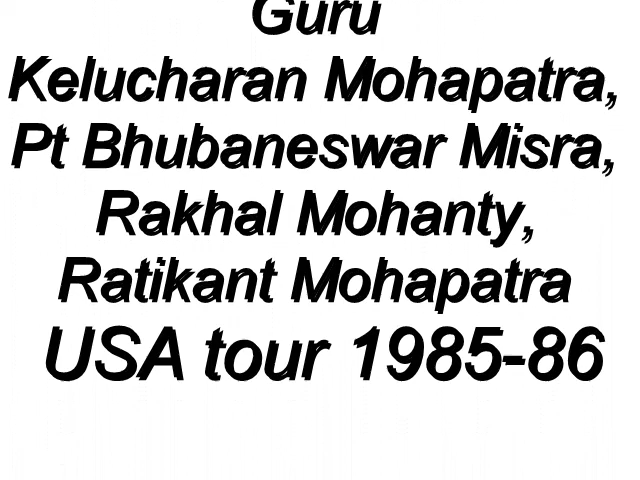 Guru
Kelucharan Mohapatra,
Pt Bhubaneswar Misra,
Rakhal Mohanty,
Ratikant Mohapatra
USA tour 1985-86